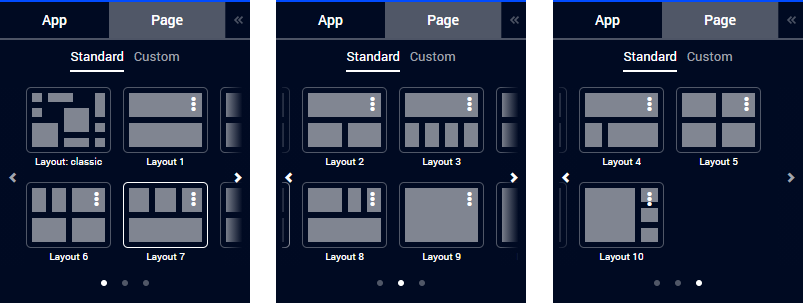 App Page «
Standard Custom
Layout: classic Layout 1
Layout 6 Layout 7
App Page «
Standard Custom
Layout 2 Layout 3
Layout 8 Layout 9
App Page «
Standard Custom
Layout 4 Layout 5
Layout 10